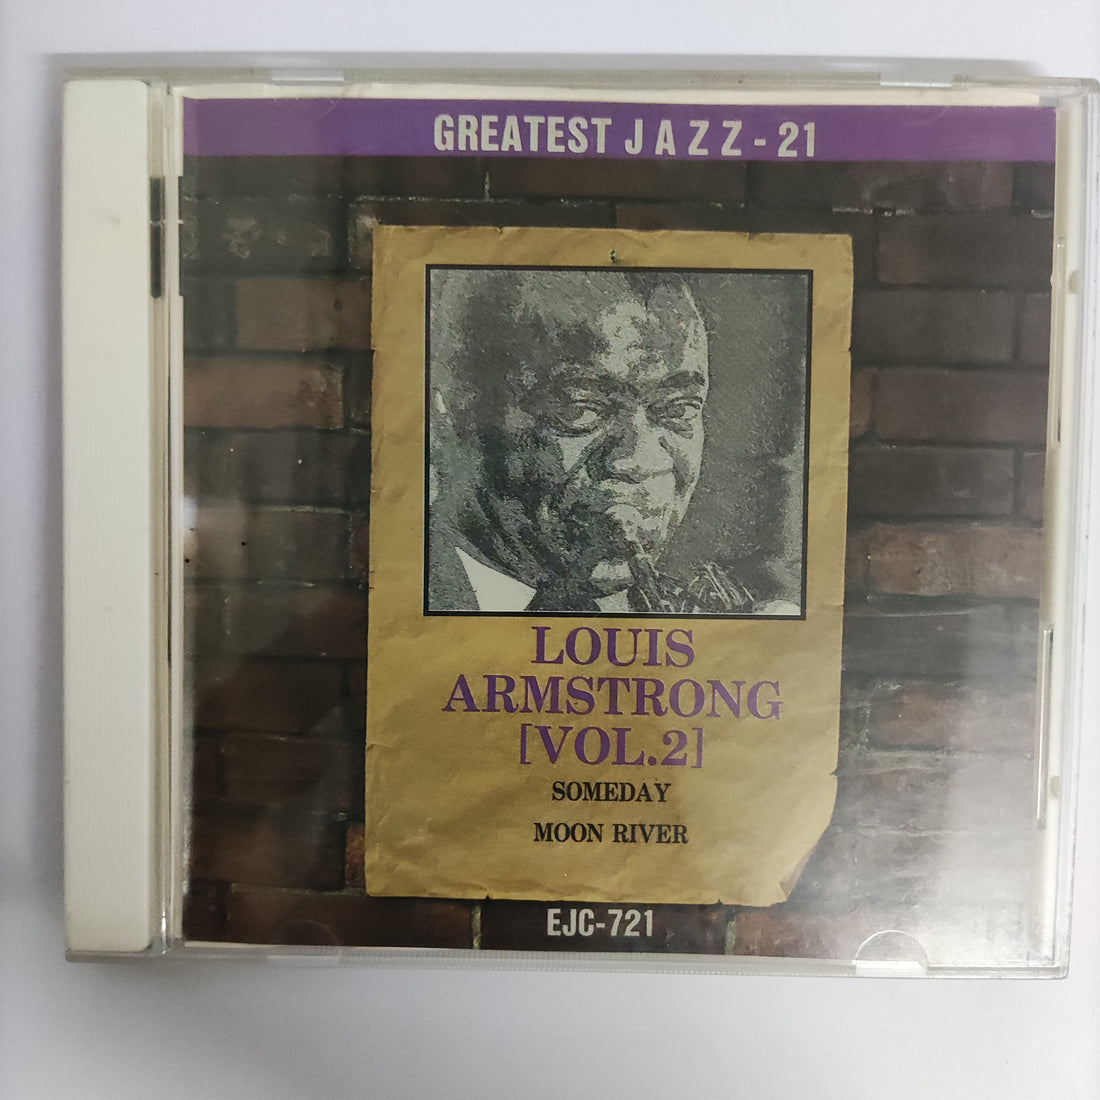 GREATEST JAZZ-21
LOUIS
ARMSTRONG
[VOL.2]
SOMEDAY
MOON RIVER
EJC-721